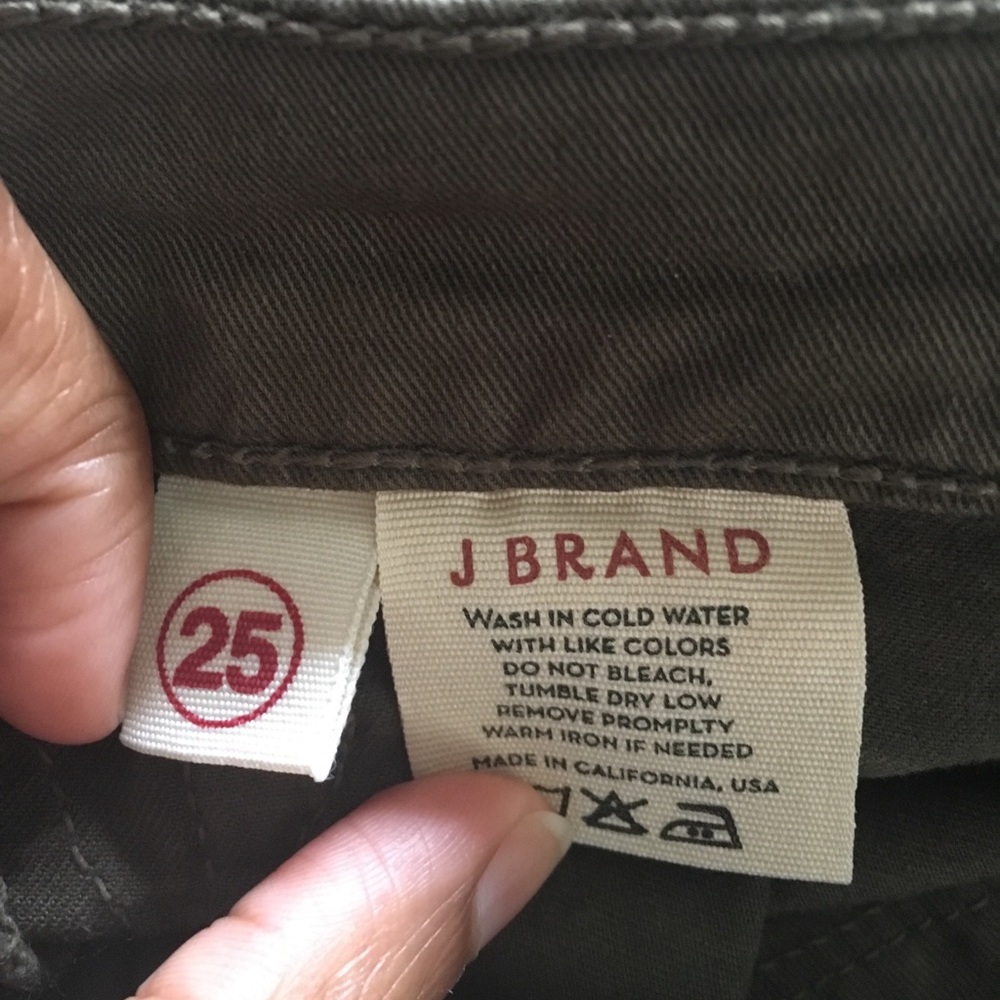 25
J BRAND
WASH IN COLD WATER
WITH LIKE COLORS
DO NOT BLEACH,
TUMBLE DRY LOW
REMOVE PROMPLTY
WARM IRON IF NEEDED
MADE IN CALIFORNIA, USA